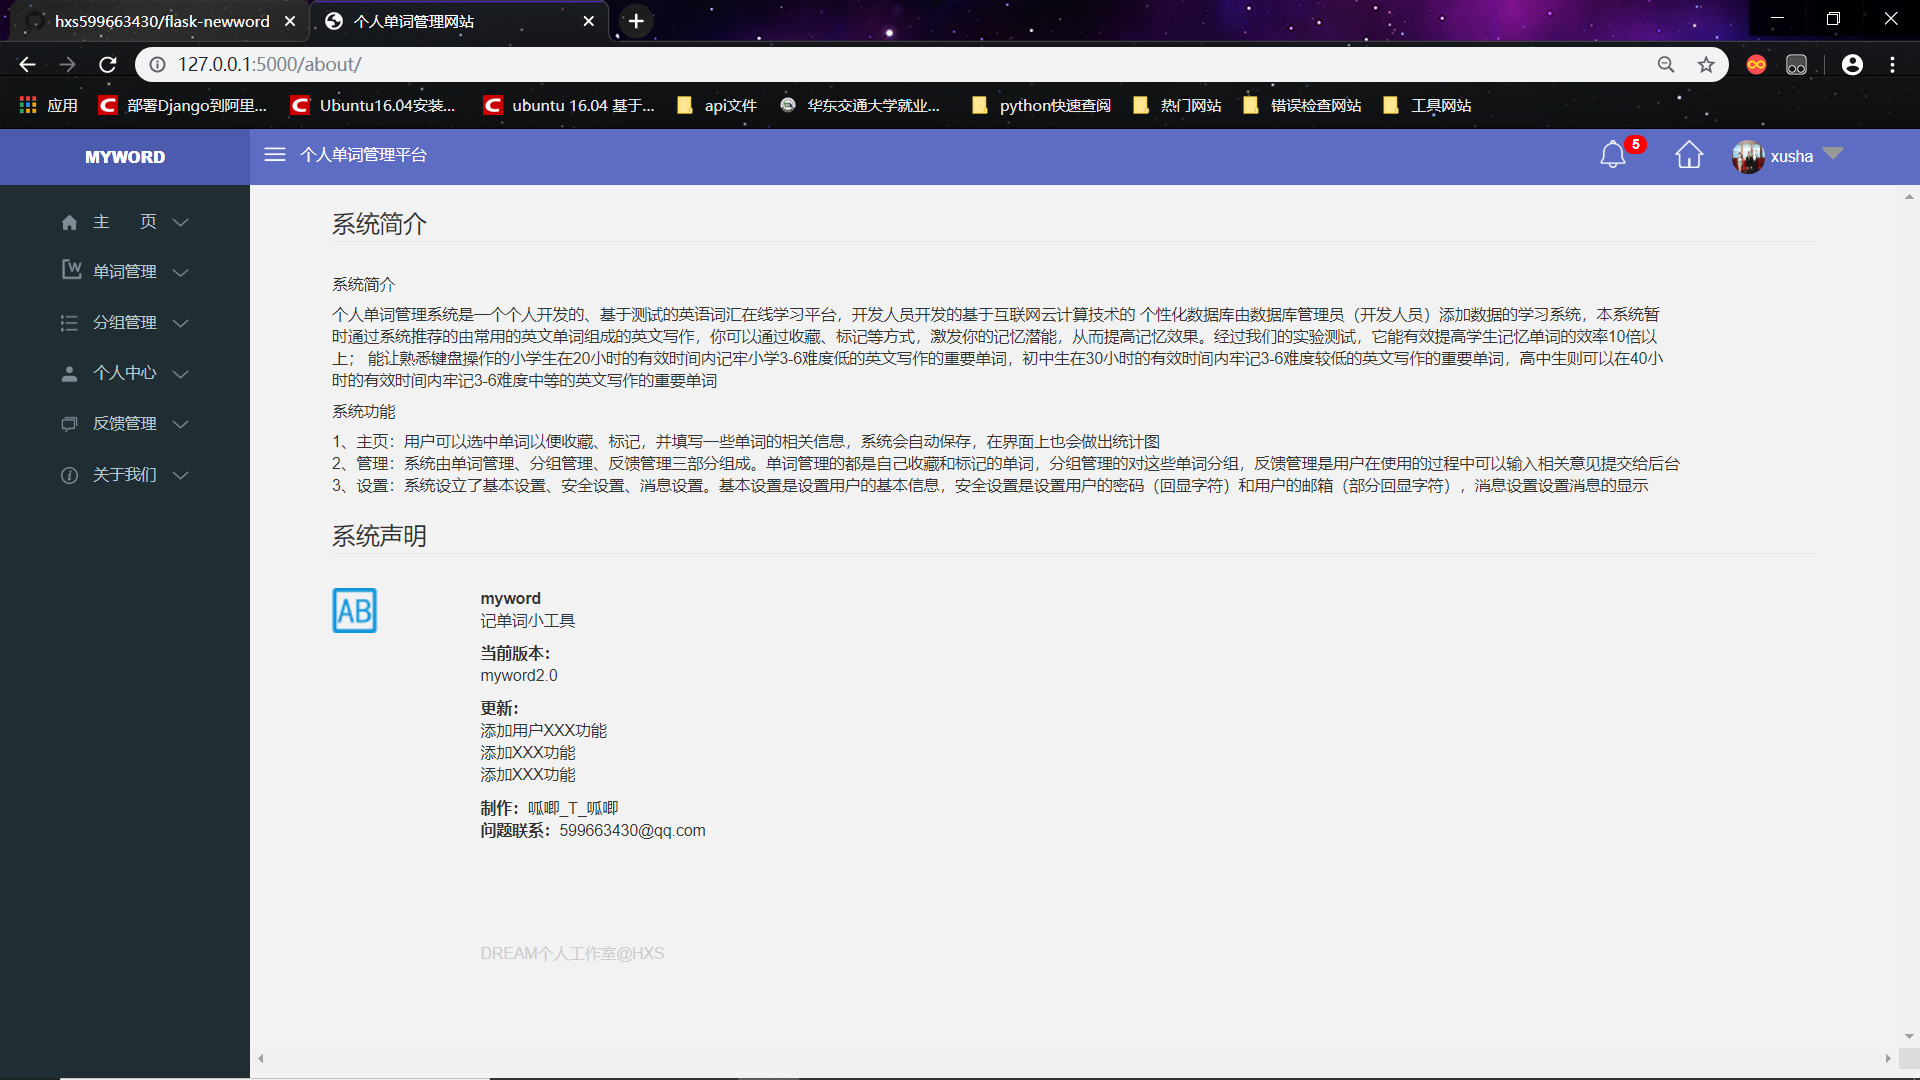 hxs599663430/flask-newword
个人单词管理网站
127.0.0.1:5000/about/
应用
部署Django到阿里...
Ubuntu16.04安装...
ubuntu 16.04 基于...
api文件
华东交通大学就业...
python快速查阅
热门网站
错误检查网站
工具网站
MYWORD
个人单词管理平台
5
xusha
主 页
单词管理
分组管理
个人中心
反馈管理
关于我们
系统简介
系统简介
个人单词管理系统是一个个人开发的、基于测试的英语词汇在线学习平台，开发人员开发的基于互联网云计算技术的 个性化数据库由数据库管理员（开发人员）添加数据的学习系统，本系统暂
时通过系统推荐的由常用的英文单词组成的英文写作，你可以通过收藏、标记等方式，激发你的记忆潜能，从而提高记忆效果。经过我们的实验测试，它能有效提高学生记忆单词的效率10倍以
上； 能让熟悉键盘操作的小学生在20小时的有效时间内记牢小学3-6难度低的英文写作的重要单词，初中生在30小时的有效时间内牢记3-6难度较低的英文写作的重要单词，高中生则可以在40小
时的有效时间内牢记3-6难度中等的英文写作的重要单词
系统功能
1、主页：用户可以选中单词以便收藏、标记，并填写一些单词的相关信息，系统会自动保存，在界面上也会做出统计图
2、管理：系统由单词管理、分组管理、反馈管理三部分组成。单词管理的都是自己收藏和标记的单词，分组管理的对这些单词分组，反馈管理是用户在使用的过程中可以输入相关意见提交给后台
3、设置：系统设立了基本设置、安全设置、消息设置。基本设置是设置用户的基本信息，安全设置是设置用户的密码（回显字符）和用户的邮箱（部分回显字符），消息设置设置消息的显示
系统声明
AB
myword
记单词小工具
当前版本：
myword2.0
更新：
添加用户XXX功能
添加XXX功能
添加XXX功能
制作：呱唧_T_呱唧
问题联系：599663430@qq.com
DREAM个人工作室@HXS